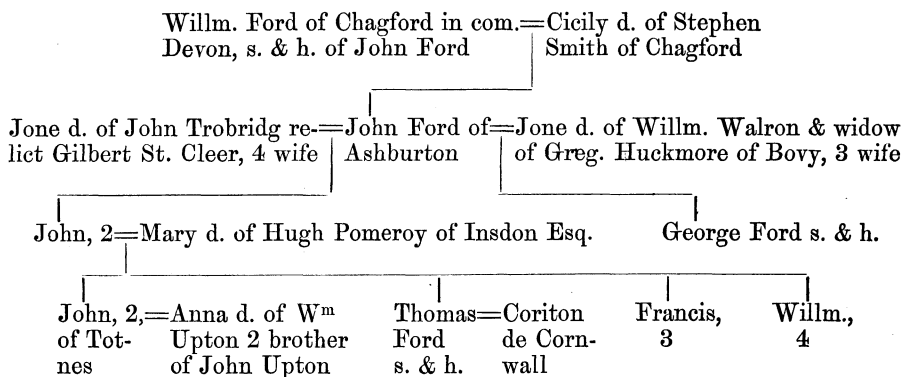 Willm. Ford of Chagford in com.=Cicily d. of Stephen
Devon, s. & h. of John Ford Smith of Chagford
Jone d. of John Trobridg re-=John Ford of=Jone d. of Willm. Walron & widow
lict Gilbert St. Cleer, 4 wife Ashburton of Greg. Huckmore of Bovy, 3 wife
John, 2=Mary d. of Hugh Pomeroy of Insdon Esq. George Ford s. & h.
John, 2,=Anna d. of Wm Thomas=Coriton Francis, Willm.,
of Tot- Upton 2 brother Ford de Corn- 3 4
nes of John Upton s. & h. wall